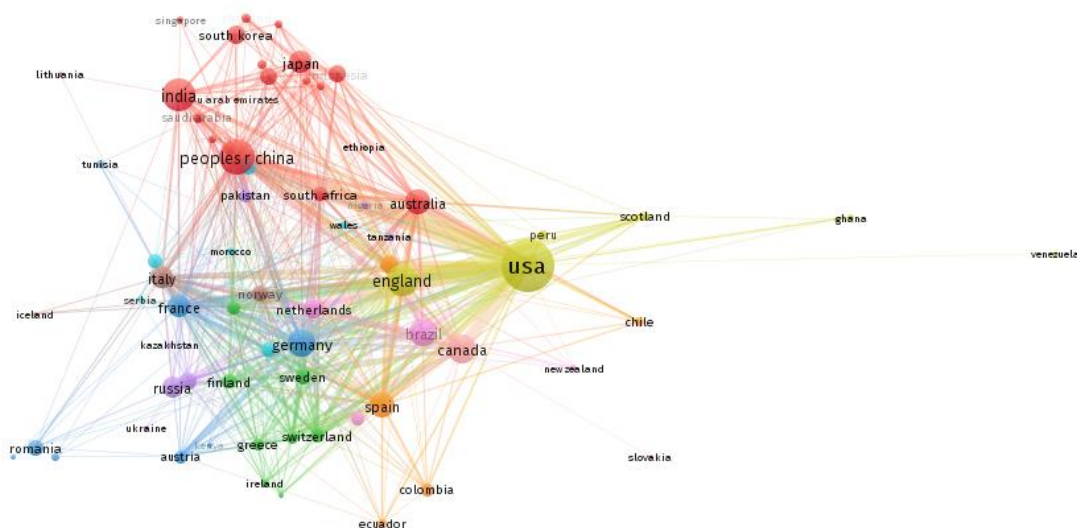 singapore
south korea
japan
lithuania
india
u arab emirates
saudi arabia
ethiopia
peoples r china
tunisia
pakistan
south africa
australia
scotland
ghana
wales
peru
tanzania
morocco
venezuela
usa
italy
england
norway
serbia
france
netherlands
iceland
chile
brazil
kazakhstan
germany
canada
new zealand
russia
finland
sweden
spain
ukraine
romania
greece
switzerland
austria
slovakia
ireland
colombia
ecuador